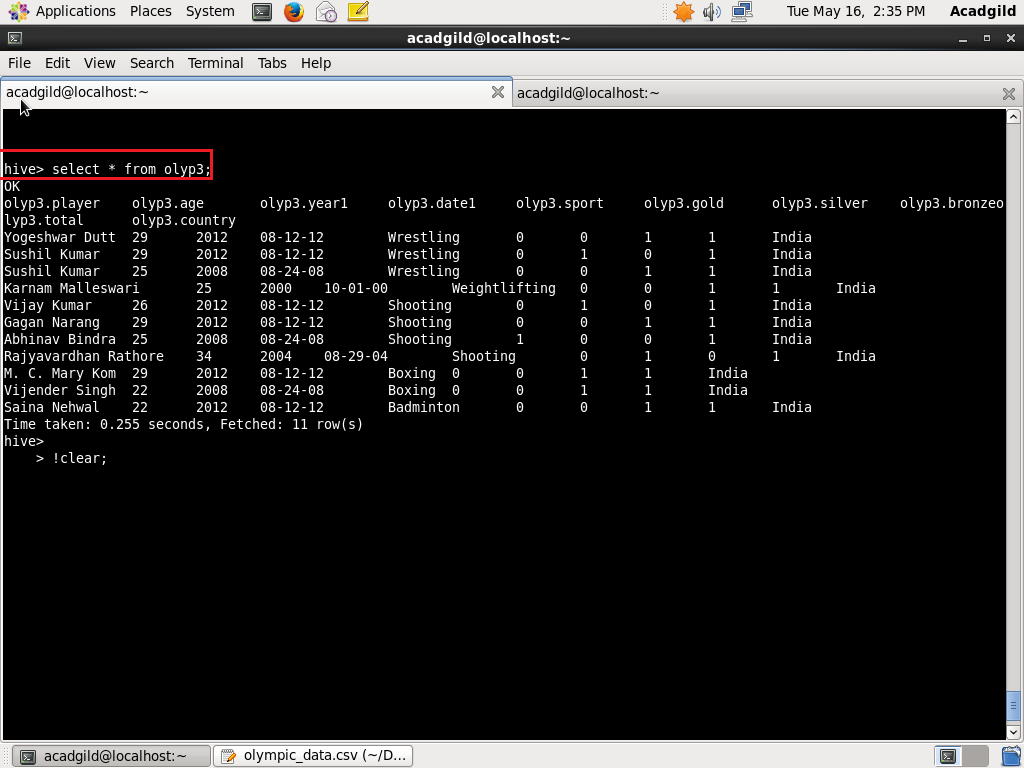 Applications Places System Tue May 16, 2:35 PM Acadgild
acadgild@localhost:~
File Edit View Search Terminal Tabs Help
acadgild@localhost:~ acadgild@localhost:~
hive> select * from olyp3;
OK
olyp3.player olyp3.age olyp3.year1 olyp3.date1 olyp3.sport olyp3.gold olyp3.silver olyp3.bronzeo
lyp3.total olyp3.country
Yogeshwar Dutt 29 2012 08-12-12 Wrestling 0 0 1 1 India
Sushil Kumar 29 2012 08-12-12 Wrestling 0 1 0 1 India
Sushil Kumar 25 2008 08-24-08 Wrestling 0 0 1 1 India
Karnam Malleswari 25 2000 10-01-00 Weightlifting 0 0 1 1 India
Vijay Kumar 26 2012 08-12-12 Shooting 0 1 0 1 India
Gagan Narang 29 2012 08-12-12 Shooting 0 0 1 1 India
Abhinav Bindra 25 2008 08-24-08 Shooting 1 0 0 1 India
Rajyavardhan Rathore 34 2004 08-29-04 Shooting 0 1 0 1 India
M. C. Mary Kom 29 2012 08-12-12 Boxing 0 0 1 1 India
Vijender Singh 22 2008 08-24-08 Boxing 0 0 1 1 India
Saina Nehwal 22 2012 08-12-12 Badminton 0 0 1 1 India
Time taken: 0.255 seconds, Fetched: 11 row(s)
hive>
> !clear;
acadgild@localhost:~ olympic_data.csv (~/D...